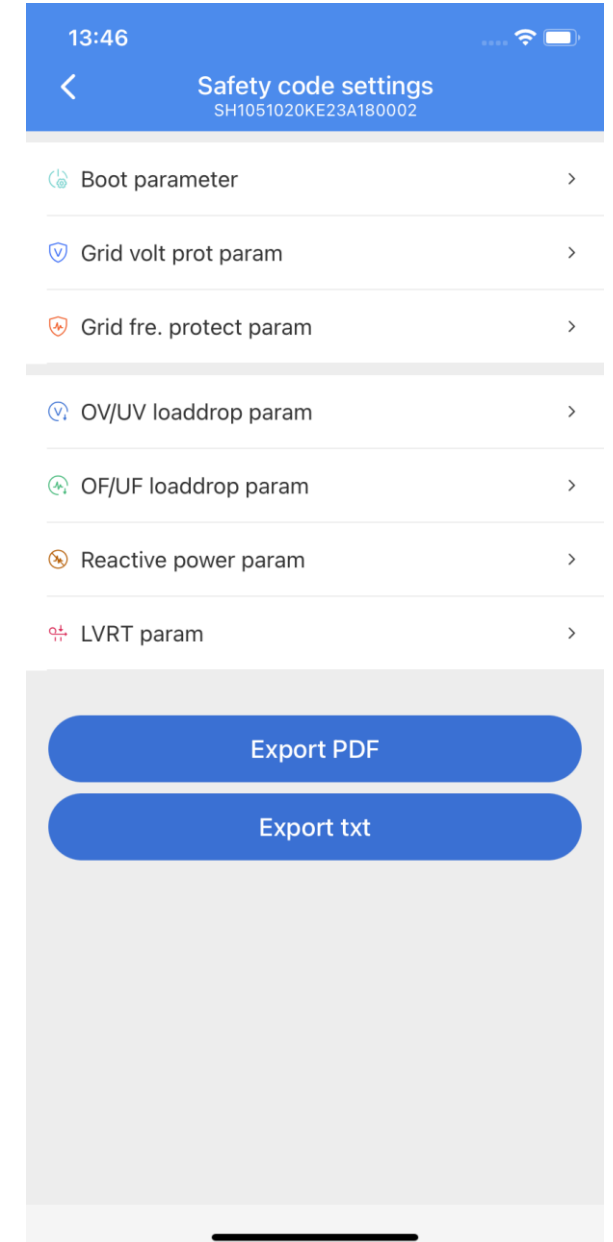 13:46
Safety code settings
SH1051020KE23A180002
Boot parameter
Grid volt prot param
Grid fre. protect param
OV/UV loaddrop param
OF/UF loaddrop param
Reactive power param
LVRT param
Export PDF
Export txt